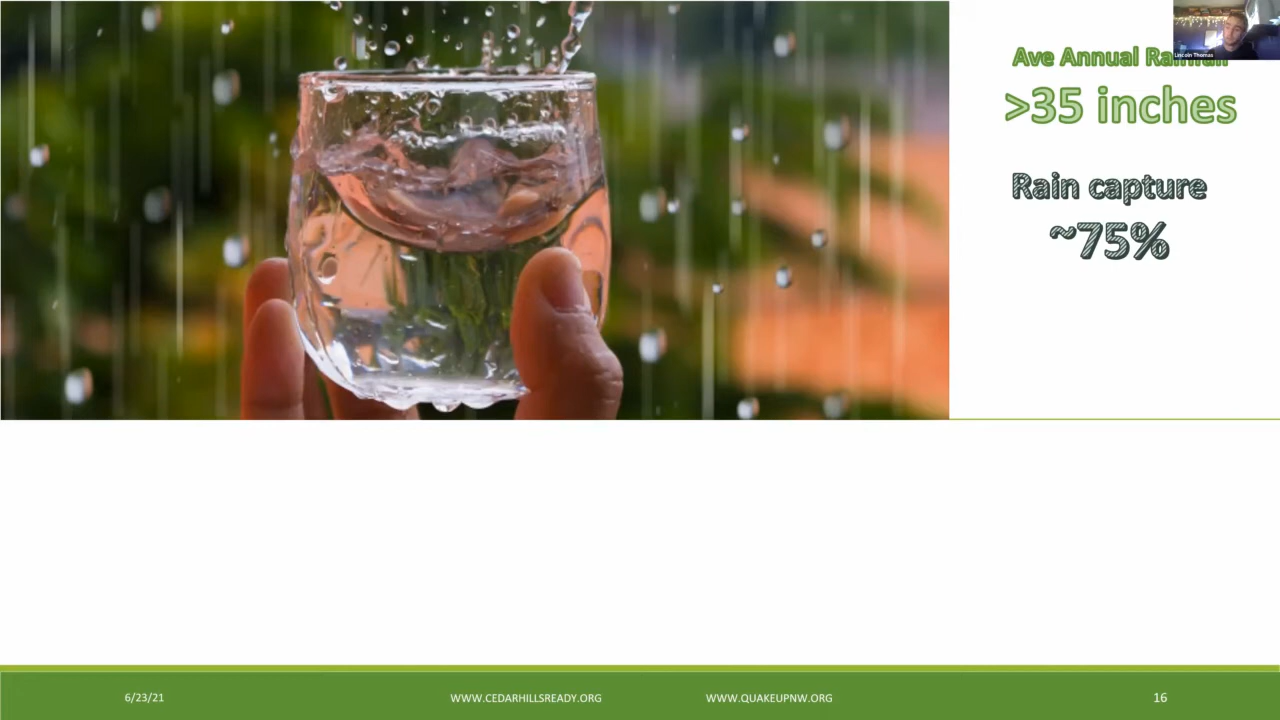 Ave Annual Rainfall
>35 inches
Rain capture
~75%
Lincoln Thomas
6/23/21
WWW.CEDARHILLSREADY.ORG
WWW.QUAKEUPNW.ORG
16